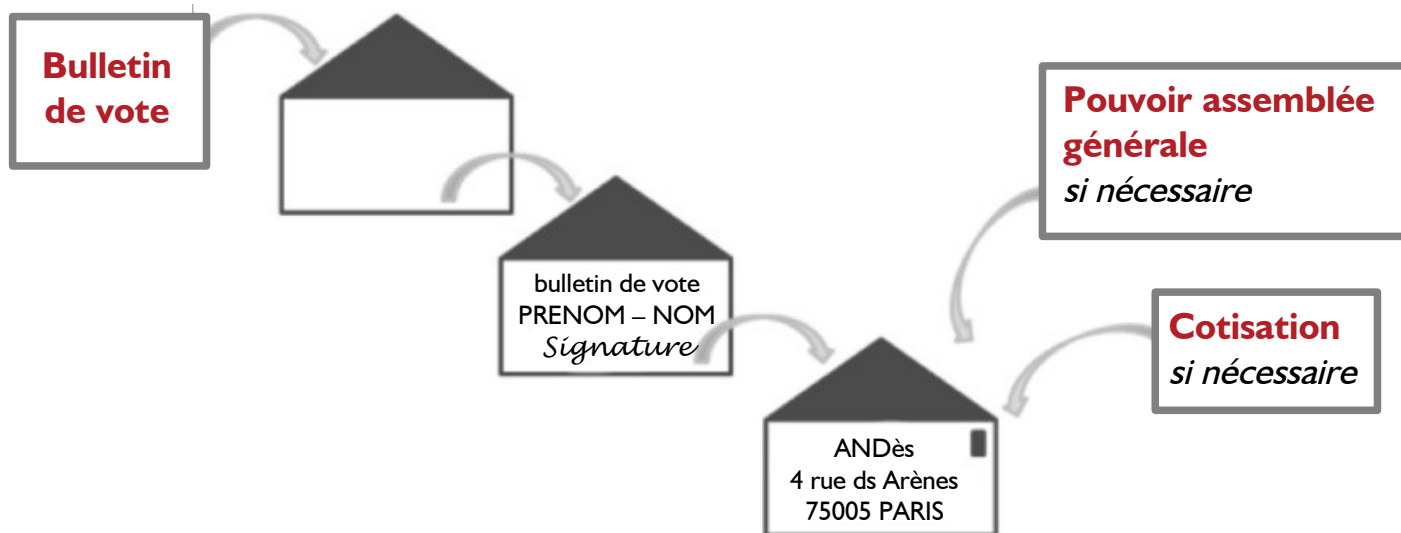 Bulletin
de vote
bulletin de vote
PRENOM – NOM
Signature
ANDès
4 rue ds Arènes
75005 PARIS
Pouvoir assemblée
générale
si nécessaire
Cotisation
si nécessaire